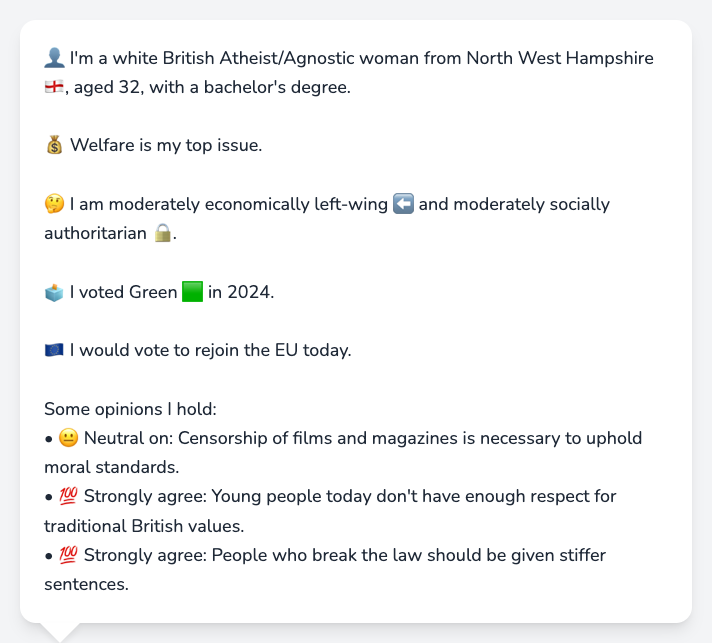 👤 I'm a white British Atheist/Agnostic woman from North West Hampshire
🏴󠁧󠁢󠁥󠁮󠁧󠁿, aged 32, with a bachelor's degree.
💰 Welfare is my top issue.
🤔 I am moderately economically left-wing ⬅️ and moderately socially
authoritarian 🔒.
🗳️ I voted Green 🟩 in 2024.
🇪🇺 I would vote to rejoin the EU today.
Some opinions I hold:
• 😐 Neutral on: Censorship of films and magazines is necessary to uphold
moral standards.
• 💯 Strongly agree: Young people today don't have enough respect for
traditional British values.
• 💯 Strongly agree: People who break the law should be given stiffer
sentences.